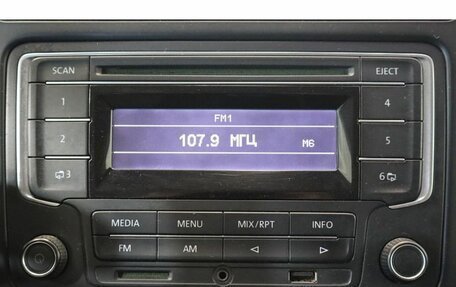 SCAN EJECT
FM1
1 4
107.9 МГЦ M6
2 5
3 6
MEDIA MENU MIX/RPT INFO
FM AM